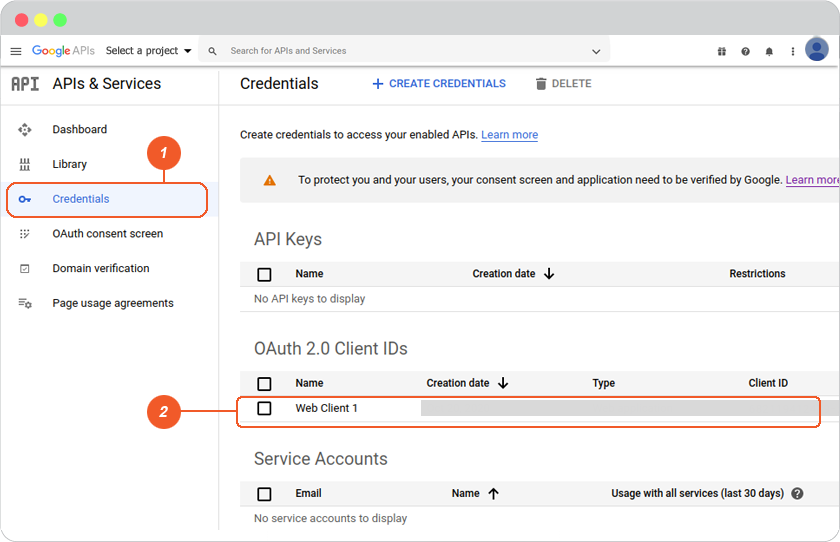 Google APIs Select a project Search for APIs and Services
API APIs & Services
Credentials CREATE CREDENTIALS DELETE
Dashboard
Library
Credentials
OAuth consent screen
Domain verification
Page usage agreements
1
Create credentials to access your enabled APIs. Learn more
To protect you and your users, your consent screen and application need to be verified by Google. Learn more
API Keys
Name Creation date Restrictions
No API keys to display
OAuth 2.0 Client IDs
Name Creation date Type Client ID
2
Web Client 1
Service Accounts
Email Name Usage with all services (last 30 days) ?
No service accounts to display